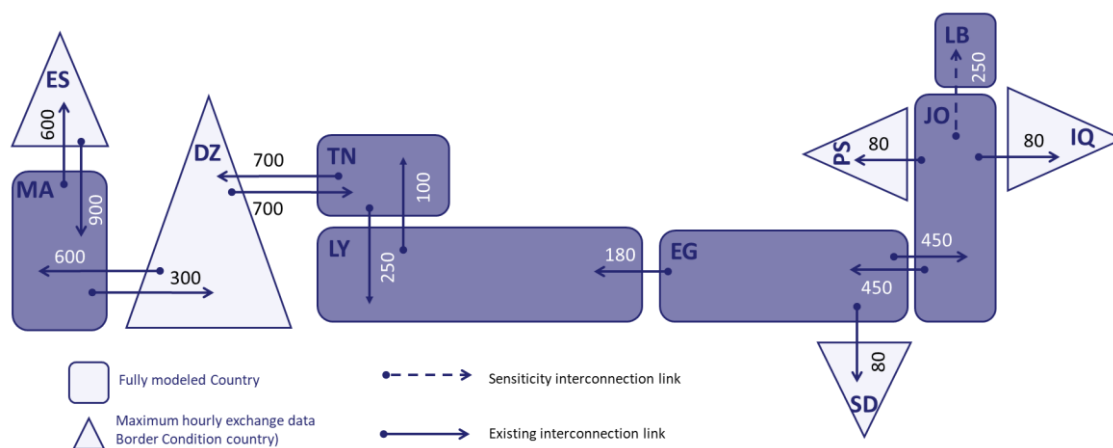 LB
250
ES
600
JO
PS
80
IQ
80
DZ
700
TN
MA
900
700
100
LY
250
180
EG
450
600
300
450
80
SD
Fully modeled Country
Sensiticity interconnection link
Maximum hourly exchange data
Border Condition country)
Existing interconnection link